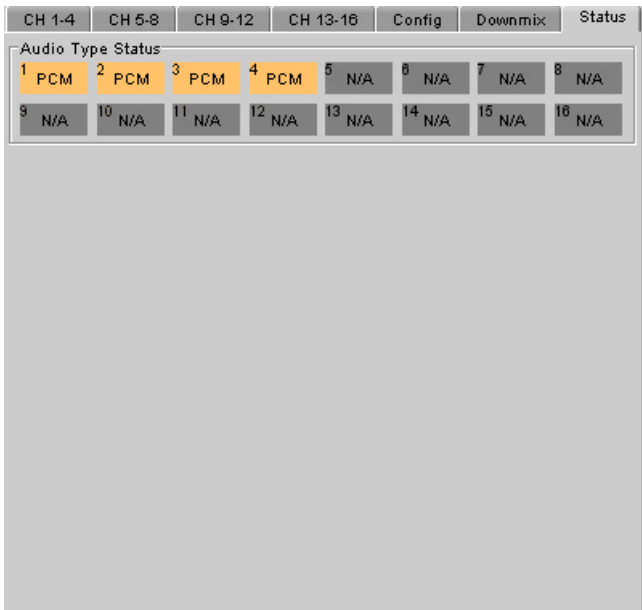 CH 1-4 CH 5-8 CH 9-12 CH 13-16 Config Downmix Status
Audio Type Status
1 PCM 2 PCM 3 PCM 4 PCM 5 N/A 6 N/A 7 N/A 8 N/A
9 N/A 10 N/A 11 N/A 12 N/A 13 N/A 14 N/A 15 N/A 16 N/A